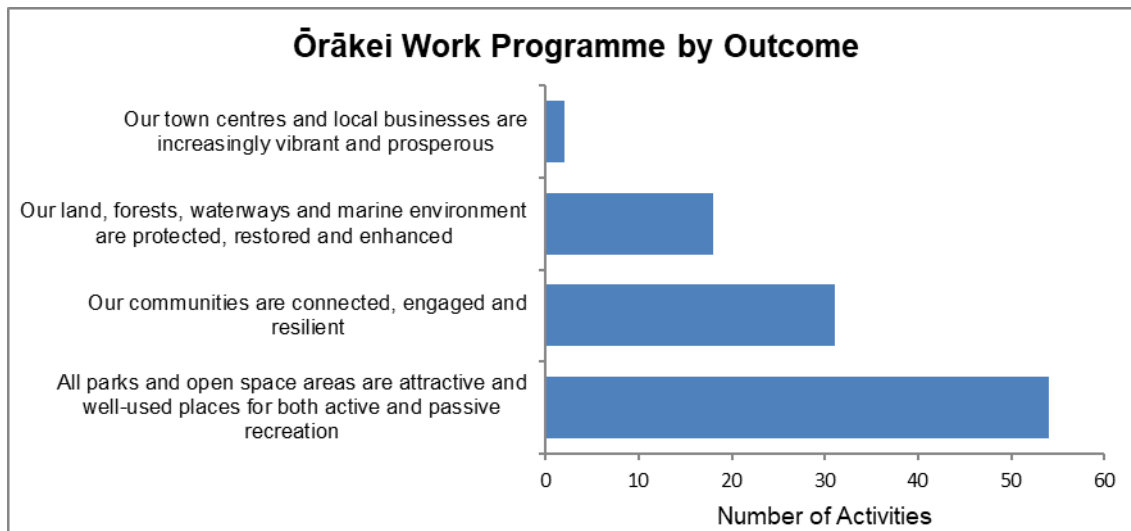 Ōrākei Work Programme by Outcome
Our town centres and local businesses are
increasingly vibrant and prosperous
Our land, forests, waterways and marine environment
are protected, restored and enhanced
Our communities are connected, engaged and
resilient
All parks and open space areas are attractive and
well-used places for both active and passive
recreation
0 10 20 30 40 50 60
Number of Activities